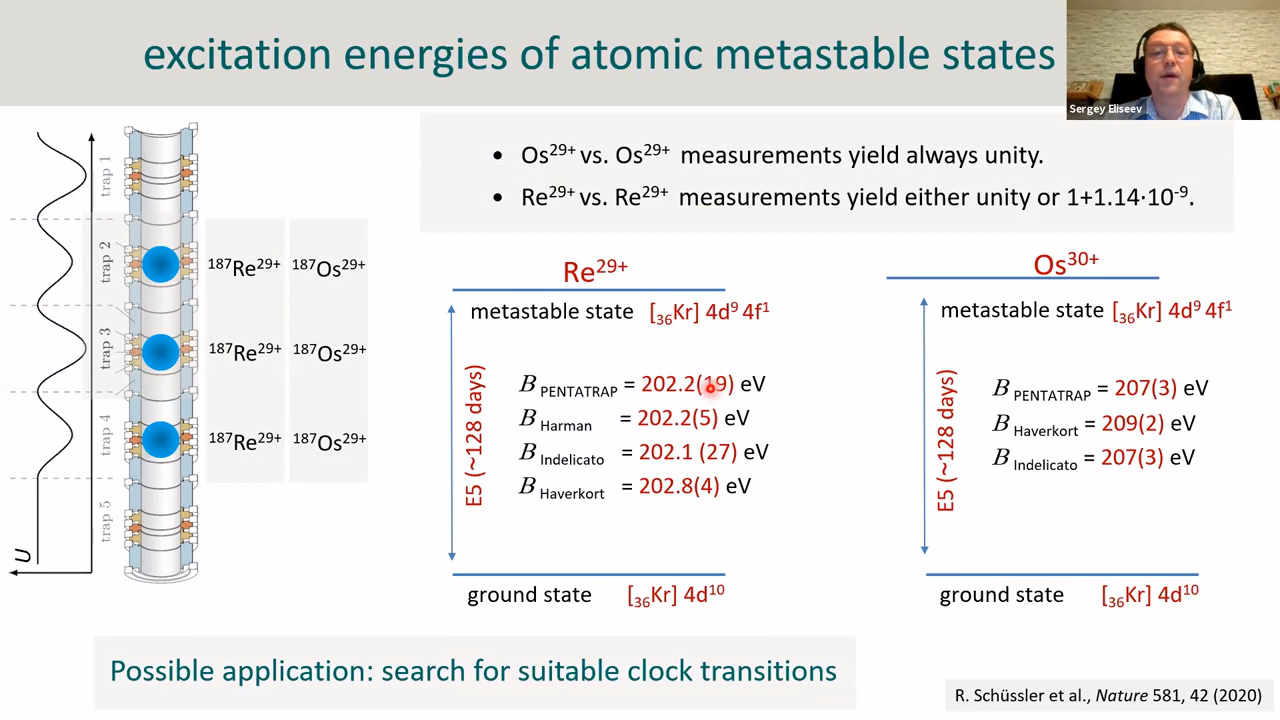 excitation energies of atomic metastable states
Sergey Eliseev
trap 1
trap 2
trap 3
trap 4
trap 5
U
¹⁸⁷Re²⁹⁺ ¹⁸⁷Os²⁹⁺
¹⁸⁷Re²⁹⁺ ¹⁸⁷Os²⁹⁺
¹⁸⁷Re²⁹⁺ ¹⁸⁷Os²⁹⁺
• Os²⁹⁺ vs. Os²⁹⁺ measurements yield always unity.
• Re²⁹⁺ vs. Re²⁹⁺ measurements yield either unity or 1+1.14·10⁻⁹.
Re²⁹⁺
metastable state [₃₆Kr] 4d⁹ 4f¹
E5 (~128 days)
B PENTATRAP = 202.2(19) eV
B Harman = 202.2(5) eV
B Indelicato = 202.1 (27) eV
B Haverkort = 202.8(4) eV
ground state [₃₆Kr] 4d¹⁰
Os³⁰⁺
metastable state [₃₆Kr] 4d⁹ 4f¹
E5 (~128 days)
B PENTATRAP = 207(3) eV
B Haverkort = 209(2) eV
B Indelicato = 207(3) eV
ground state [₃₆Kr] 4d¹⁰
Possible application: search for suitable clock transitions
R. Schüssler et al., Nature 581, 42 (2020)